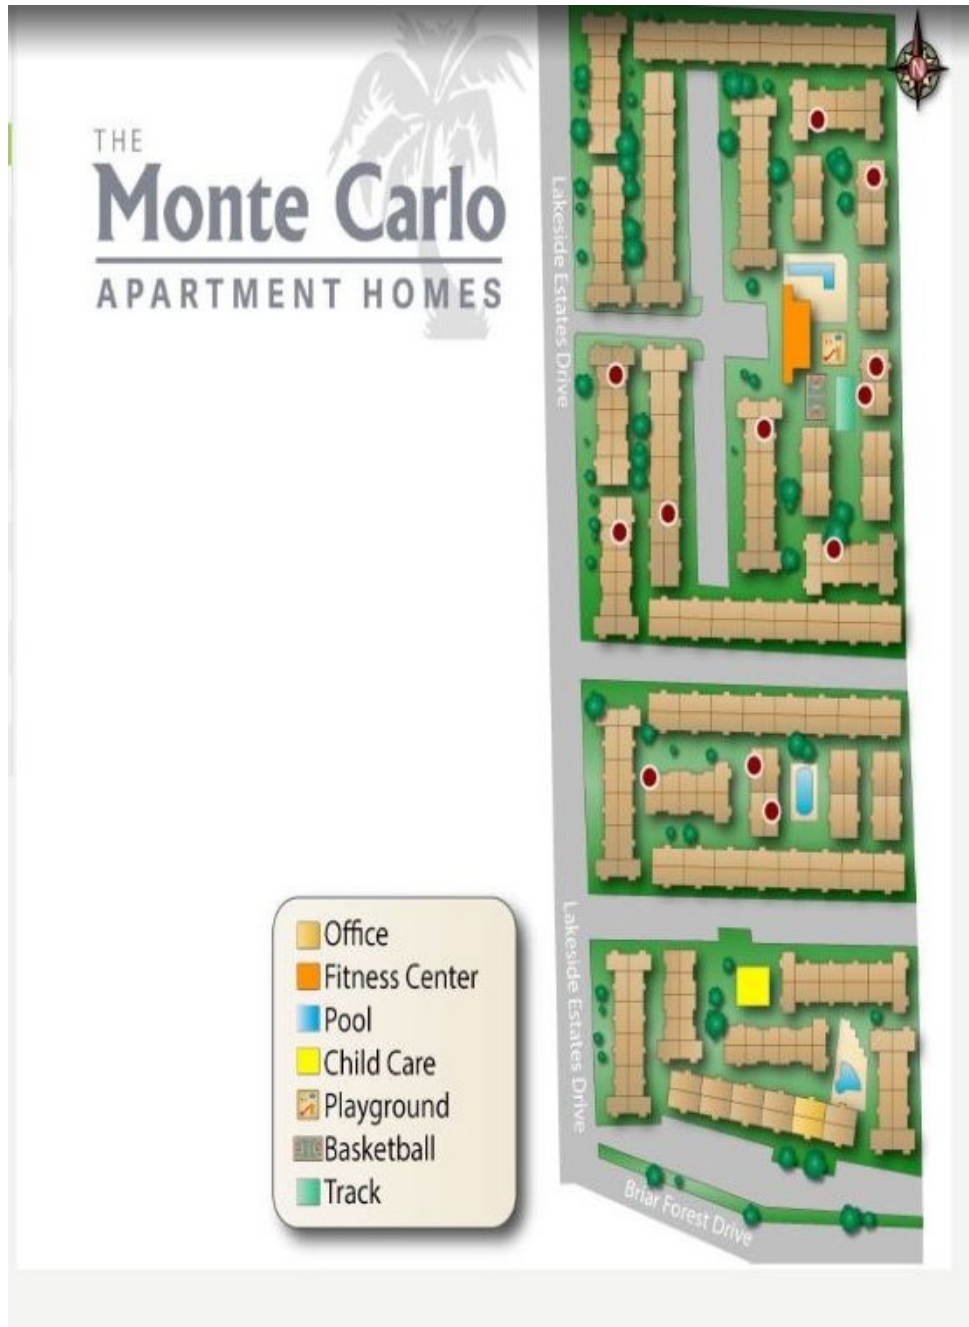 THE
Monte Carlo
APARTMENT HOMES
N
Lakeside Estates Drive
Lakeside Estates Drive
Briar Forest Drive
Office
Fitness Center
Pool
Child Care
Playground
Basketball
Track